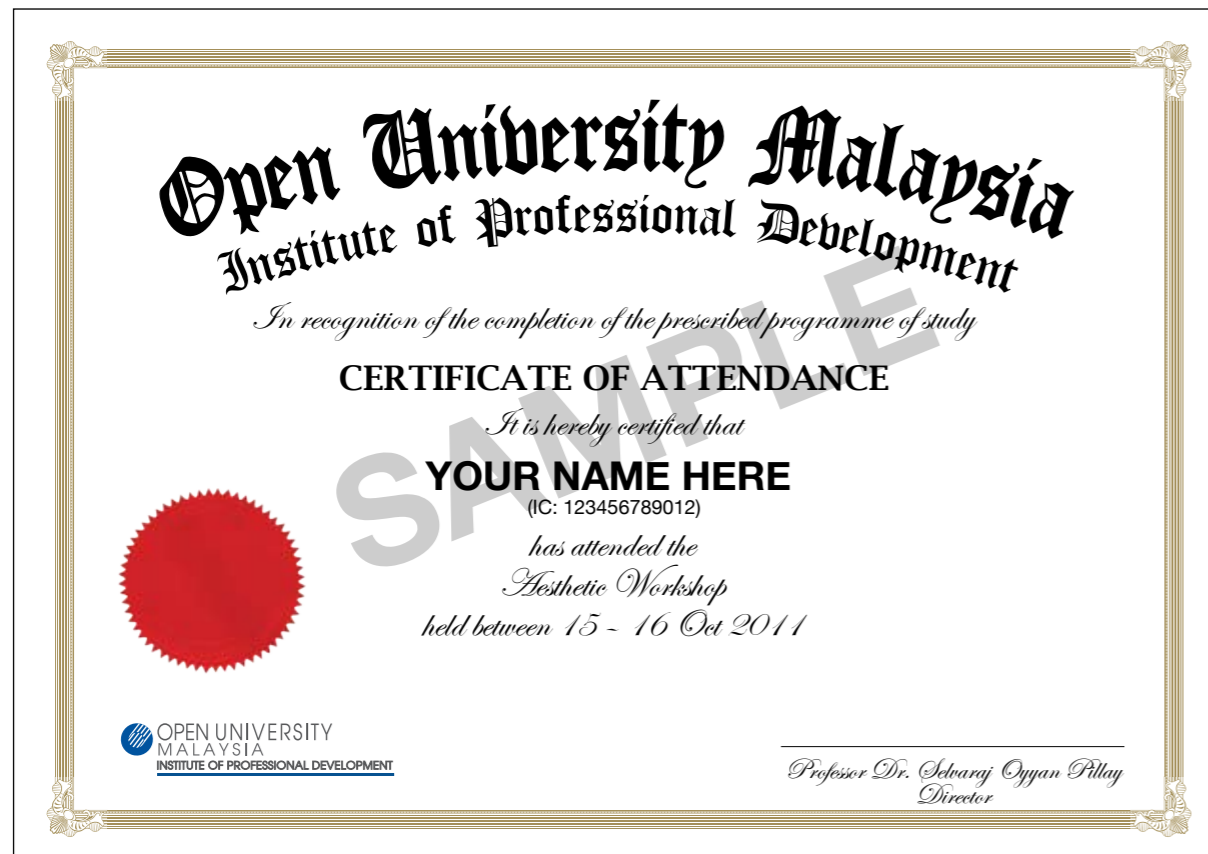 Open University Malaysia
Institute of Professional Development
In recognition of the completion of the prescribed programme of study
CERTIFICATE OF ATTENDANCE
It is hereby certified that
YOUR NAME HERE
(IC: 123456789012)
has attended the
Aesthetic Workshop
held between 15 - 16 Oct 2011
SAMPLE
OPEN UNIVERSITY
MALAYSIA
INSTITUTE OF PROFESSIONAL DEVELOPMENT
Professor Dr. Selvaraj Oyyan Pillay
Director